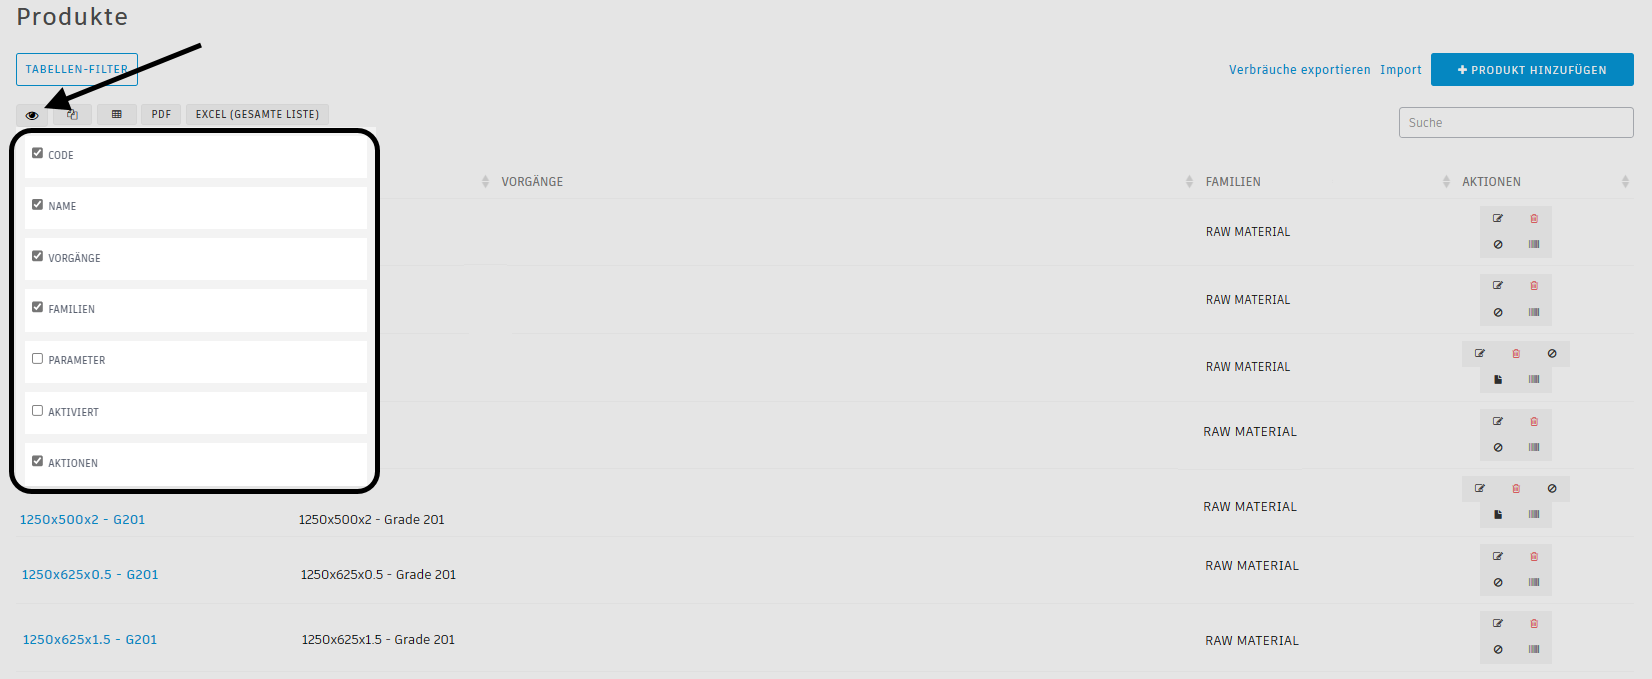 Produkte
TABELLEN-FILTER
Verbräuche exportieren Import PRODUKT HINZUFÜGEN
PDF EXCEL (GESAMTE LISTE)
Suche
CODE
VORGÄNGE FAMILIEN AKTIONEN
NAME
RAW MATERIAL
VORGÄNGE
RAW MATERIAL
FAMILIEN
PARAMETER
RAW MATERIAL
AKTIVIERT
RAW MATERIAL
AKTIONEN
RAW MATERIAL
1250x500x2 - G201 1250x500x2 - Grade 201
RAW MATERIAL
1250x625x0.5 - G201 1250x625x0.5 - Grade 201
1250x625x1.5 - G201 1250x625x1.5 - Grade 201 RAW MATERIAL